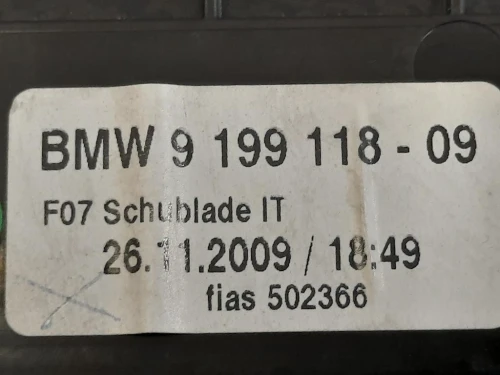 BMW 9 199 118 - 09
F07 Schublade IT
26.11.2009 / 18:49
fias 502366